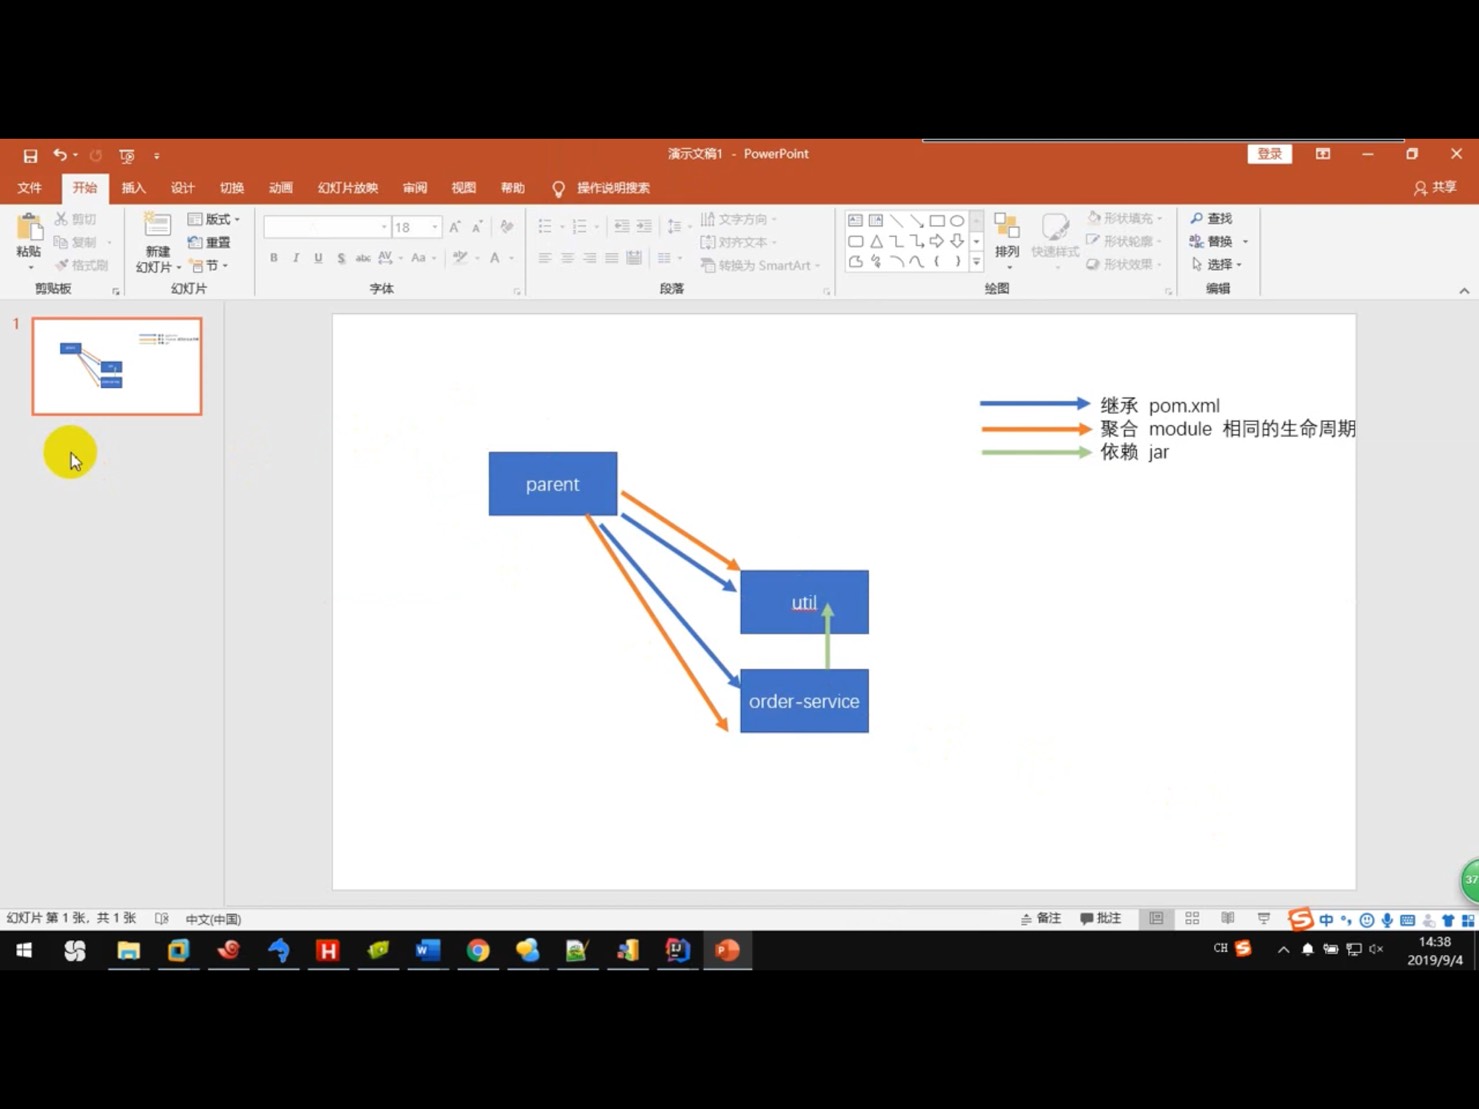 演示文稿1 - PowerPoint
登录
文件 开始 插入 设计 切换 动画 幻灯片放映 审阅 视图 帮助 操作说明搜索 共享
粘贴
剪切
复制
格式刷
剪贴板
新建
幻灯片
版式
重置
节
幻灯片
18
B I U S abc AV Aa A
字体
文字方向
对齐文本
转换为 SmartArt
段落
排列
快速样式
形状填充
形状轮廓
形状效果
绘图
查找
替换
选择
编辑
1
继承 pom.xml
聚合 module 相同的生命周期
依赖 jar
parent
util
order-service
37
幻灯片 第 1 张，共 1 张 中文(中国)
备注 批注
中
CH
14:38
2019/9/4